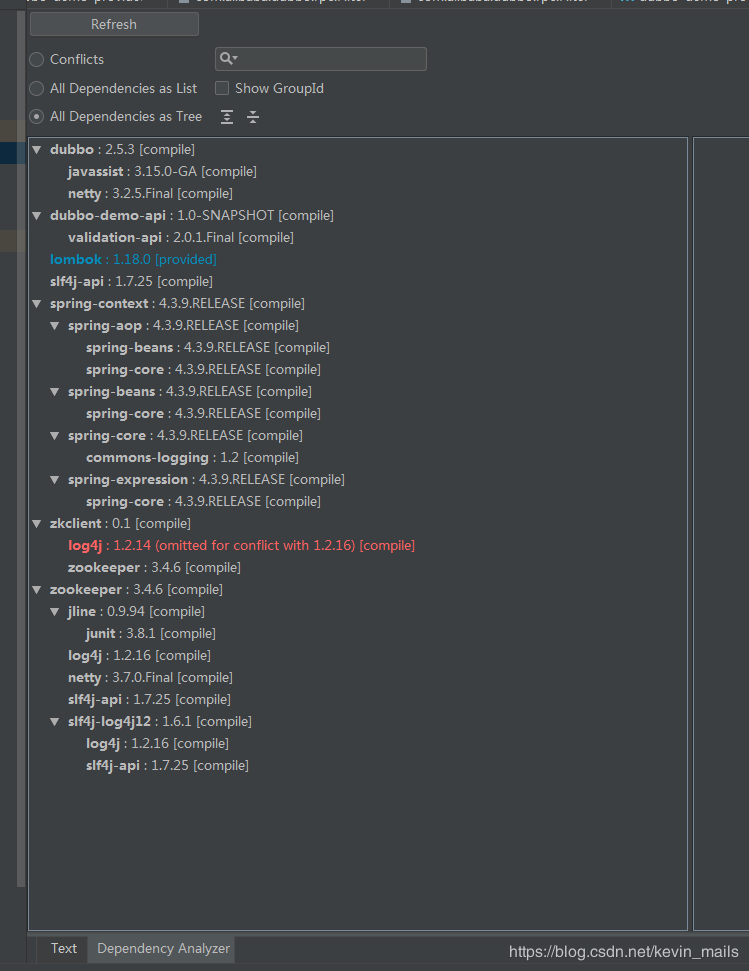 Refresh
Conflicts
All Dependencies as List Show GroupId
All Dependencies as Tree
dubbo : 2.5.3 [compile]
javassist : 3.15.0-GA [compile]
netty : 3.2.5.Final [compile]
dubbo-demo-api : 1.0-SNAPSHOT [compile]
validation-api : 2.0.1.Final [compile]
lombok : 1.18.0 [provided]
slf4j-api : 1.7.25 [compile]
spring-context : 4.3.9.RELEASE [compile]
spring-aop : 4.3.9.RELEASE [compile]
spring-beans : 4.3.9.RELEASE [compile]
spring-core : 4.3.9.RELEASE [compile]
spring-beans : 4.3.9.RELEASE [compile]
spring-core : 4.3.9.RELEASE [compile]
spring-core : 4.3.9.RELEASE [compile]
commons-logging : 1.2 [compile]
spring-expression : 4.3.9.RELEASE [compile]
spring-core : 4.3.9.RELEASE [compile]
zkclient : 0.1 [compile]
log4j : 1.2.14 (omitted for conflict with 1.2.16) [compile]
zookeeper : 3.4.6 [compile]
zookeeper : 3.4.6 [compile]
jline : 0.9.94 [compile]
junit : 3.8.1 [compile]
log4j : 1.2.16 [compile]
netty : 3.7.0.Final [compile]
slf4j-api : 1.7.25 [compile]
slf4j-log4j12 : 1.6.1 [compile]
log4j : 1.2.16 [compile]
slf4j-api : 1.7.25 [compile]
Text Dependency Analyzer
https://blog.csdn.net/kevin_mails